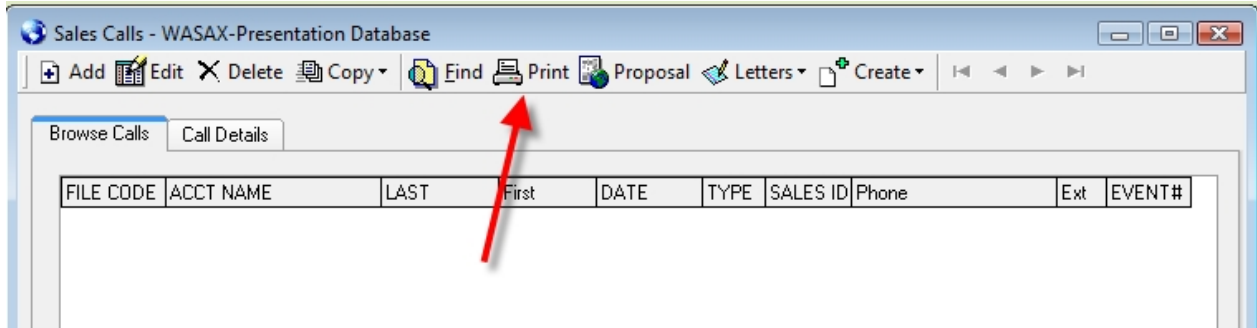 Sales Calls - WASAX-Presentation Database
Add Edit Delete Copy Find Print Proposal Letters Create
Browse Calls Call Details
FILE CODE ACCT NAME LAST First DATE TYPE SALES ID Phone Ext EVENT#